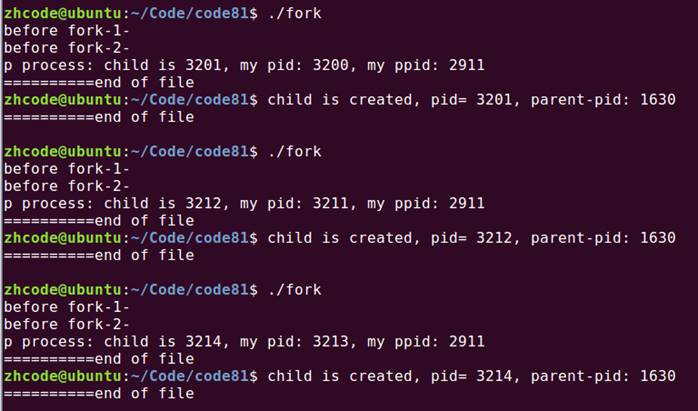 zhcode@ubuntu:~/Code/code81$ ./fork
before fork-1-
before fork-2-
p process: child is 3201, my pid: 3200, my ppid: 2911
==========end of file
zhcode@ubuntu:~/Code/code81$ child is created, pid= 3201, parent-pid: 1630
==========end of file
zhcode@ubuntu:~/Code/code81$ ./fork
before fork-1-
before fork-2-
p process: child is 3212, my pid: 3211, my ppid: 2911
==========end of file
zhcode@ubuntu:~/Code/code81$ child is created, pid= 3212, parent-pid: 1630
==========end of file
zhcode@ubuntu:~/Code/code81$ ./fork
before fork-1-
before fork-2-
p process: child is 3214, my pid: 3213, my ppid: 2911
==========end of file
zhcode@ubuntu:~/Code/code81$ child is created, pid= 3214, parent-pid: 1630
==========end of file